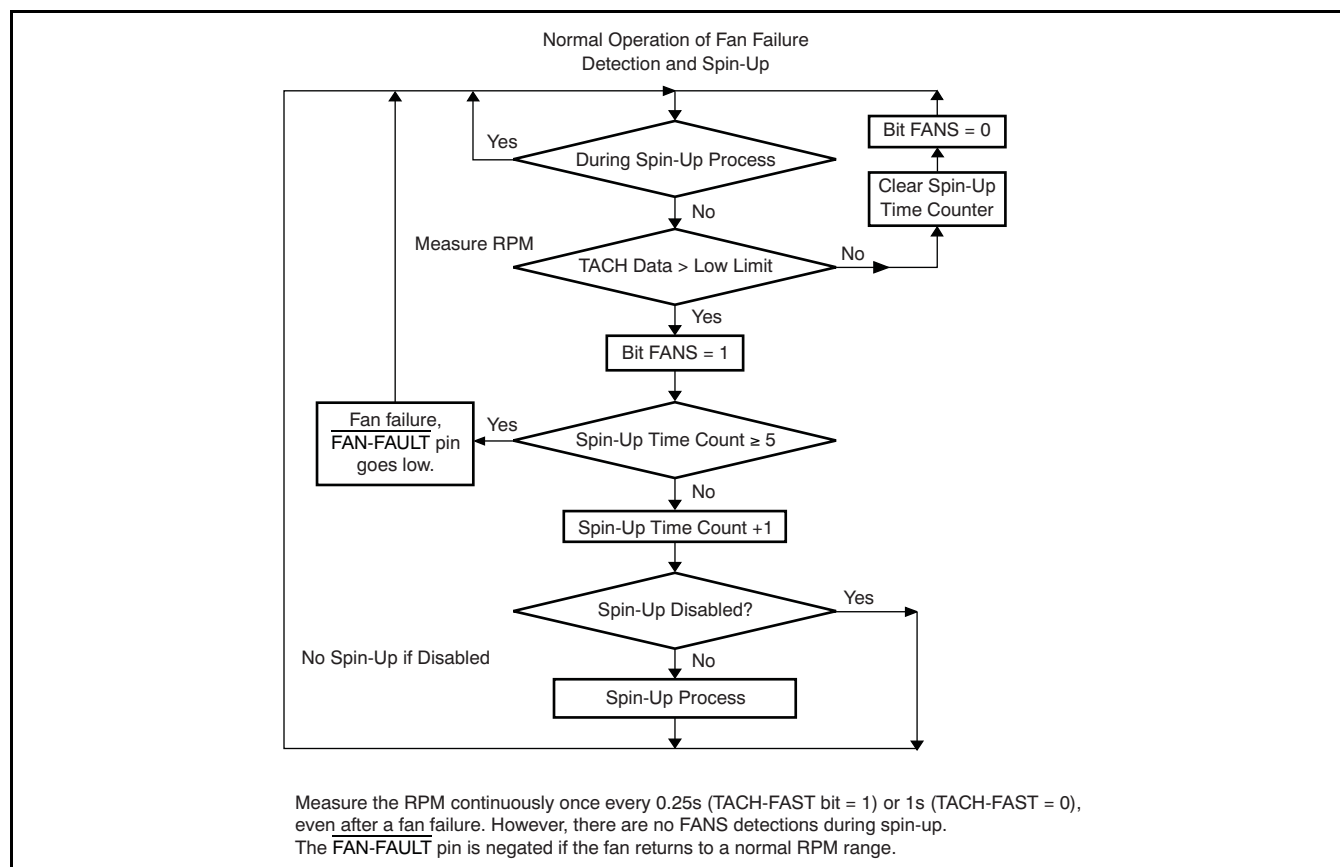 Normal Operation of Fan Failure
Detection and Spin-Up
Bit FANS = 0
Yes
During Spin-Up Process
Clear Spin-Up
Time Counter
No
Measure RPM
TACH Data > Low Limit
No
Yes
Bit FANS = 1
Fan failure,
FAN-FAULT pin
goes low.
Yes
Spin-Up Time Count ≥ 5
No
Spin-Up Time Count +1
Spin-Up Disabled?
Yes
No Spin-Up if Disabled
No
Spin-Up Process
Measure the RPM continuously once every 0.25s (TACH-FAST bit = 1) or 1s (TACH-FAST = 0),
even after a fan failure. However, there are no FANS detections during spin-up.
The FAN-FAULT pin is negated if the fan returns to a normal RPM range.